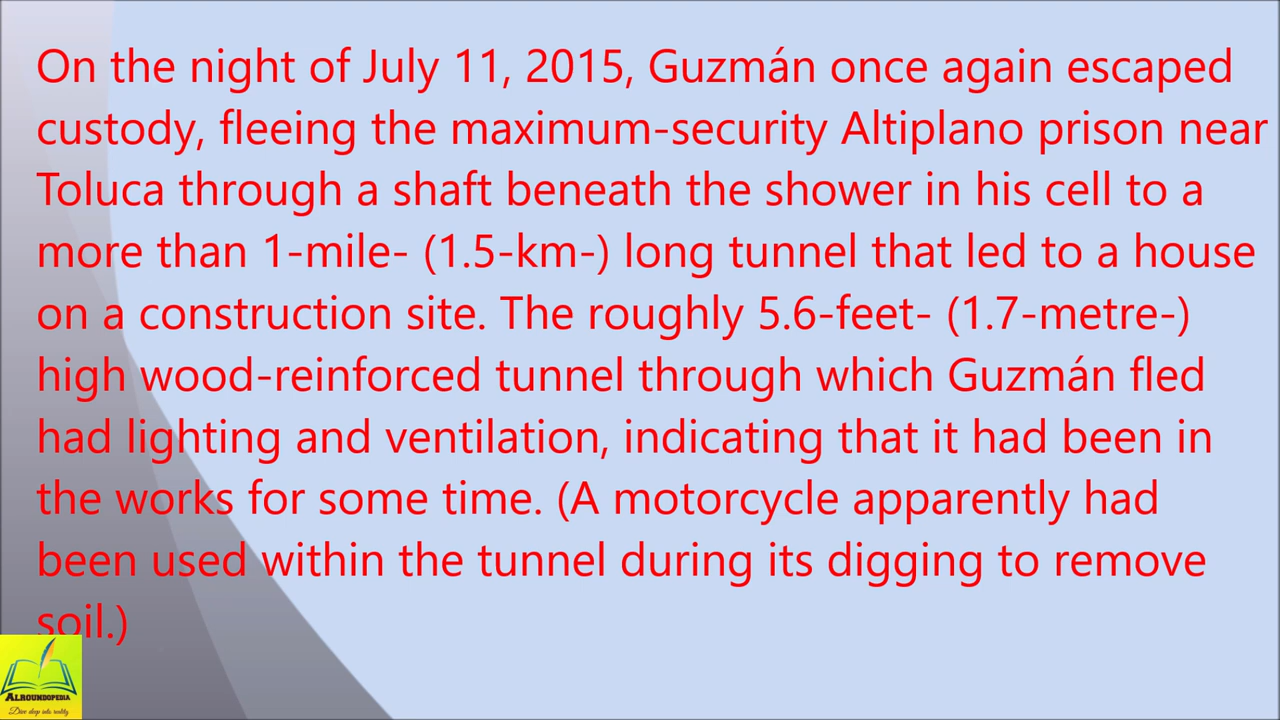 On the night of July 11, 2015, Guzmán once again escaped
custody, fleeing the maximum-security Altiplano prison near
Toluca through a shaft beneath the shower in his cell to a
more than 1-mile- (1.5-km-) long tunnel that led to a house
on a construction site. The roughly 5.6-feet- (1.7-metre-)
high wood-reinforced tunnel through which Guzmán fled
had lighting and ventilation, indicating that it had been in
the works for some time. (A motorcycle apparently had
been used within the tunnel during its digging to remove
soil.)
ALROUNDOPEDIA
Dive deep into reality